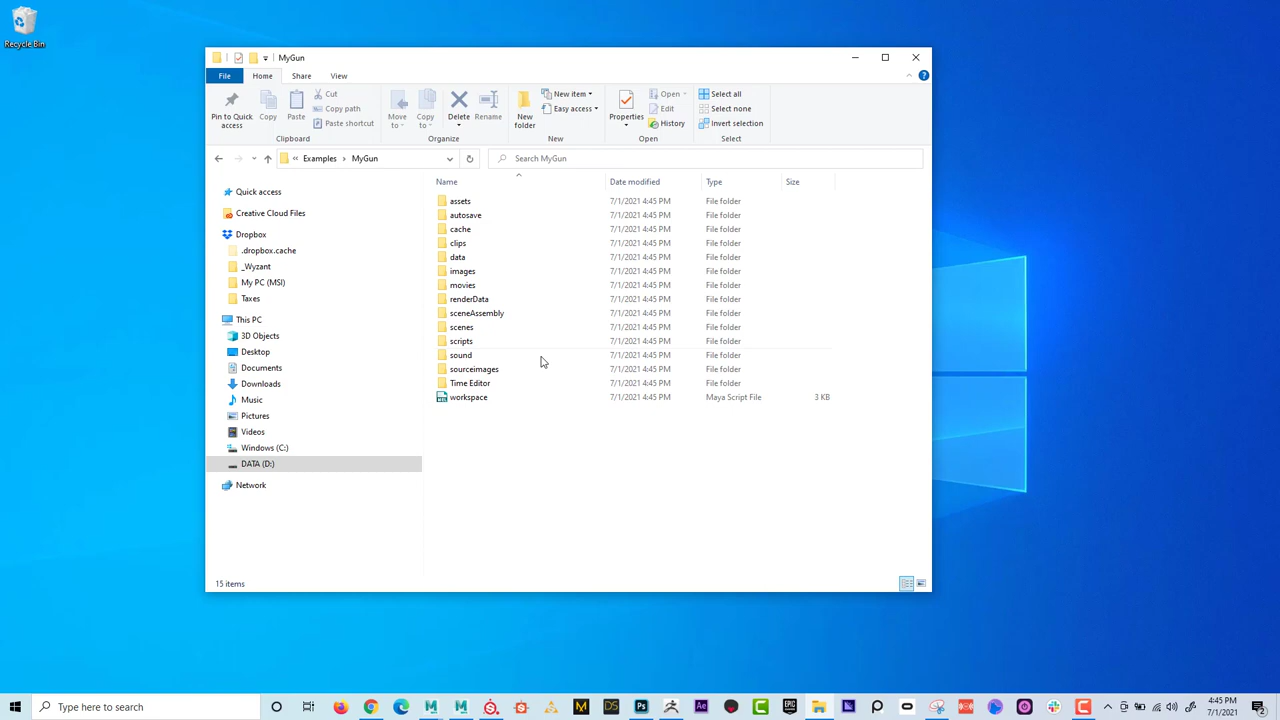 Recycle Bin
MyGun
File Home Share View
Pin to Quick access
Copy
Paste
Cut
Copy path
Paste shortcut
Clipboard
Move to
Copy to
Delete
Rename
Organize
New folder
New item
Easy access
New
Properties
Open
Edit
History
Open
Select all
Select none
Invert selection
Select
« Examples > MyGun
Search MyGun
Name Date modified Type Size
Quick access
Creative Cloud Files
Dropbox
.dropbox.cache
_Wyzant
My PC (MSI)
Taxes
This PC
3D Objects
Desktop
Documents
Downloads
Music
Pictures
Videos
Windows (C:)
DATA (D:)
Network
assets 7/1/2021 4:45 PM File folder
autosave 7/1/2021 4:45 PM File folder
cache 7/1/2021 4:45 PM File folder
clips 7/1/2021 4:45 PM File folder
data 7/1/2021 4:45 PM File folder
images 7/1/2021 4:45 PM File folder
movies 7/1/2021 4:45 PM File folder
renderData 7/1/2021 4:45 PM File folder
sceneAssembly 7/1/2021 4:45 PM File folder
scenes 7/1/2021 4:45 PM File folder
scripts 7/1/2021 4:45 PM File folder
sound 7/1/2021 4:45 PM File folder
sourceimages 7/1/2021 4:45 PM File folder
Time Editor 7/1/2021 4:45 PM File folder
workspace 7/1/2021 4:45 PM Maya Script File 3 KB
15 items
Type here to search
M M S M DS Ps Ae C EPIC P C
4:45 PM
7/1/2021
2